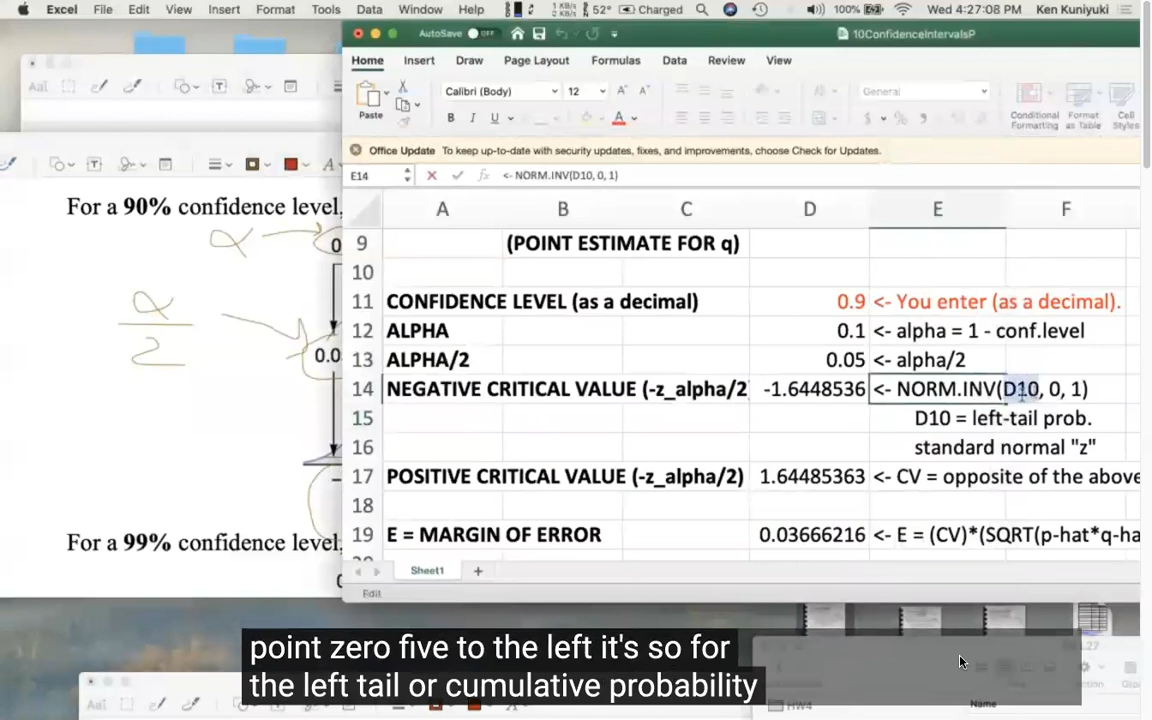 Excel File Edit View Insert Format Tools Data Window Help 52° Charged 100% Wed 4:27:08 PM Ken Kuniyuki
AutoSave OFF 10ConfidenceIntervalsP
Home Insert Draw Page Layout Formulas Data Review View
Paste Calibri (Body) 12 General Conditional Formatting Format as Table Cell Styles
B I U A $ %
Office Update To keep up-to-date with security updates, fixes, and improvements, choose Check for Updates.
E14 fx <- NORM.INV(D10, 0, 1)
A B C D E F
9 (POINT ESTIMATE FOR q)
10
11 CONFIDENCE LEVEL (as a decimal) 0.9 <- You enter (as a decimal).
12 ALPHA 0.1 <- alpha = 1 - conf.level
13 ALPHA/2 0.05 <- alpha/2
14 NEGATIVE CRITICAL VALUE (-z_alpha/2 -1.6448536 <- NORM.INV(D10, 0, 1)
15 D10 = left-tail prob.
16 standard normal "z"
17 POSITIVE CRITICAL VALUE (-z_alpha/2) 1.64485363 <- CV = opposite of the above
18
19 E = MARGIN OF ERROR 0.03666216 <- E = (CV)*(SQRT(p-hat*q-ha
Sheet1 +
Edit
For a 90% confidence level,
α 0
α
2
0.0
For a 99% confidence level,
0
point zero five to the left it's so for
the left tail or cumulative probability
HW4
Name